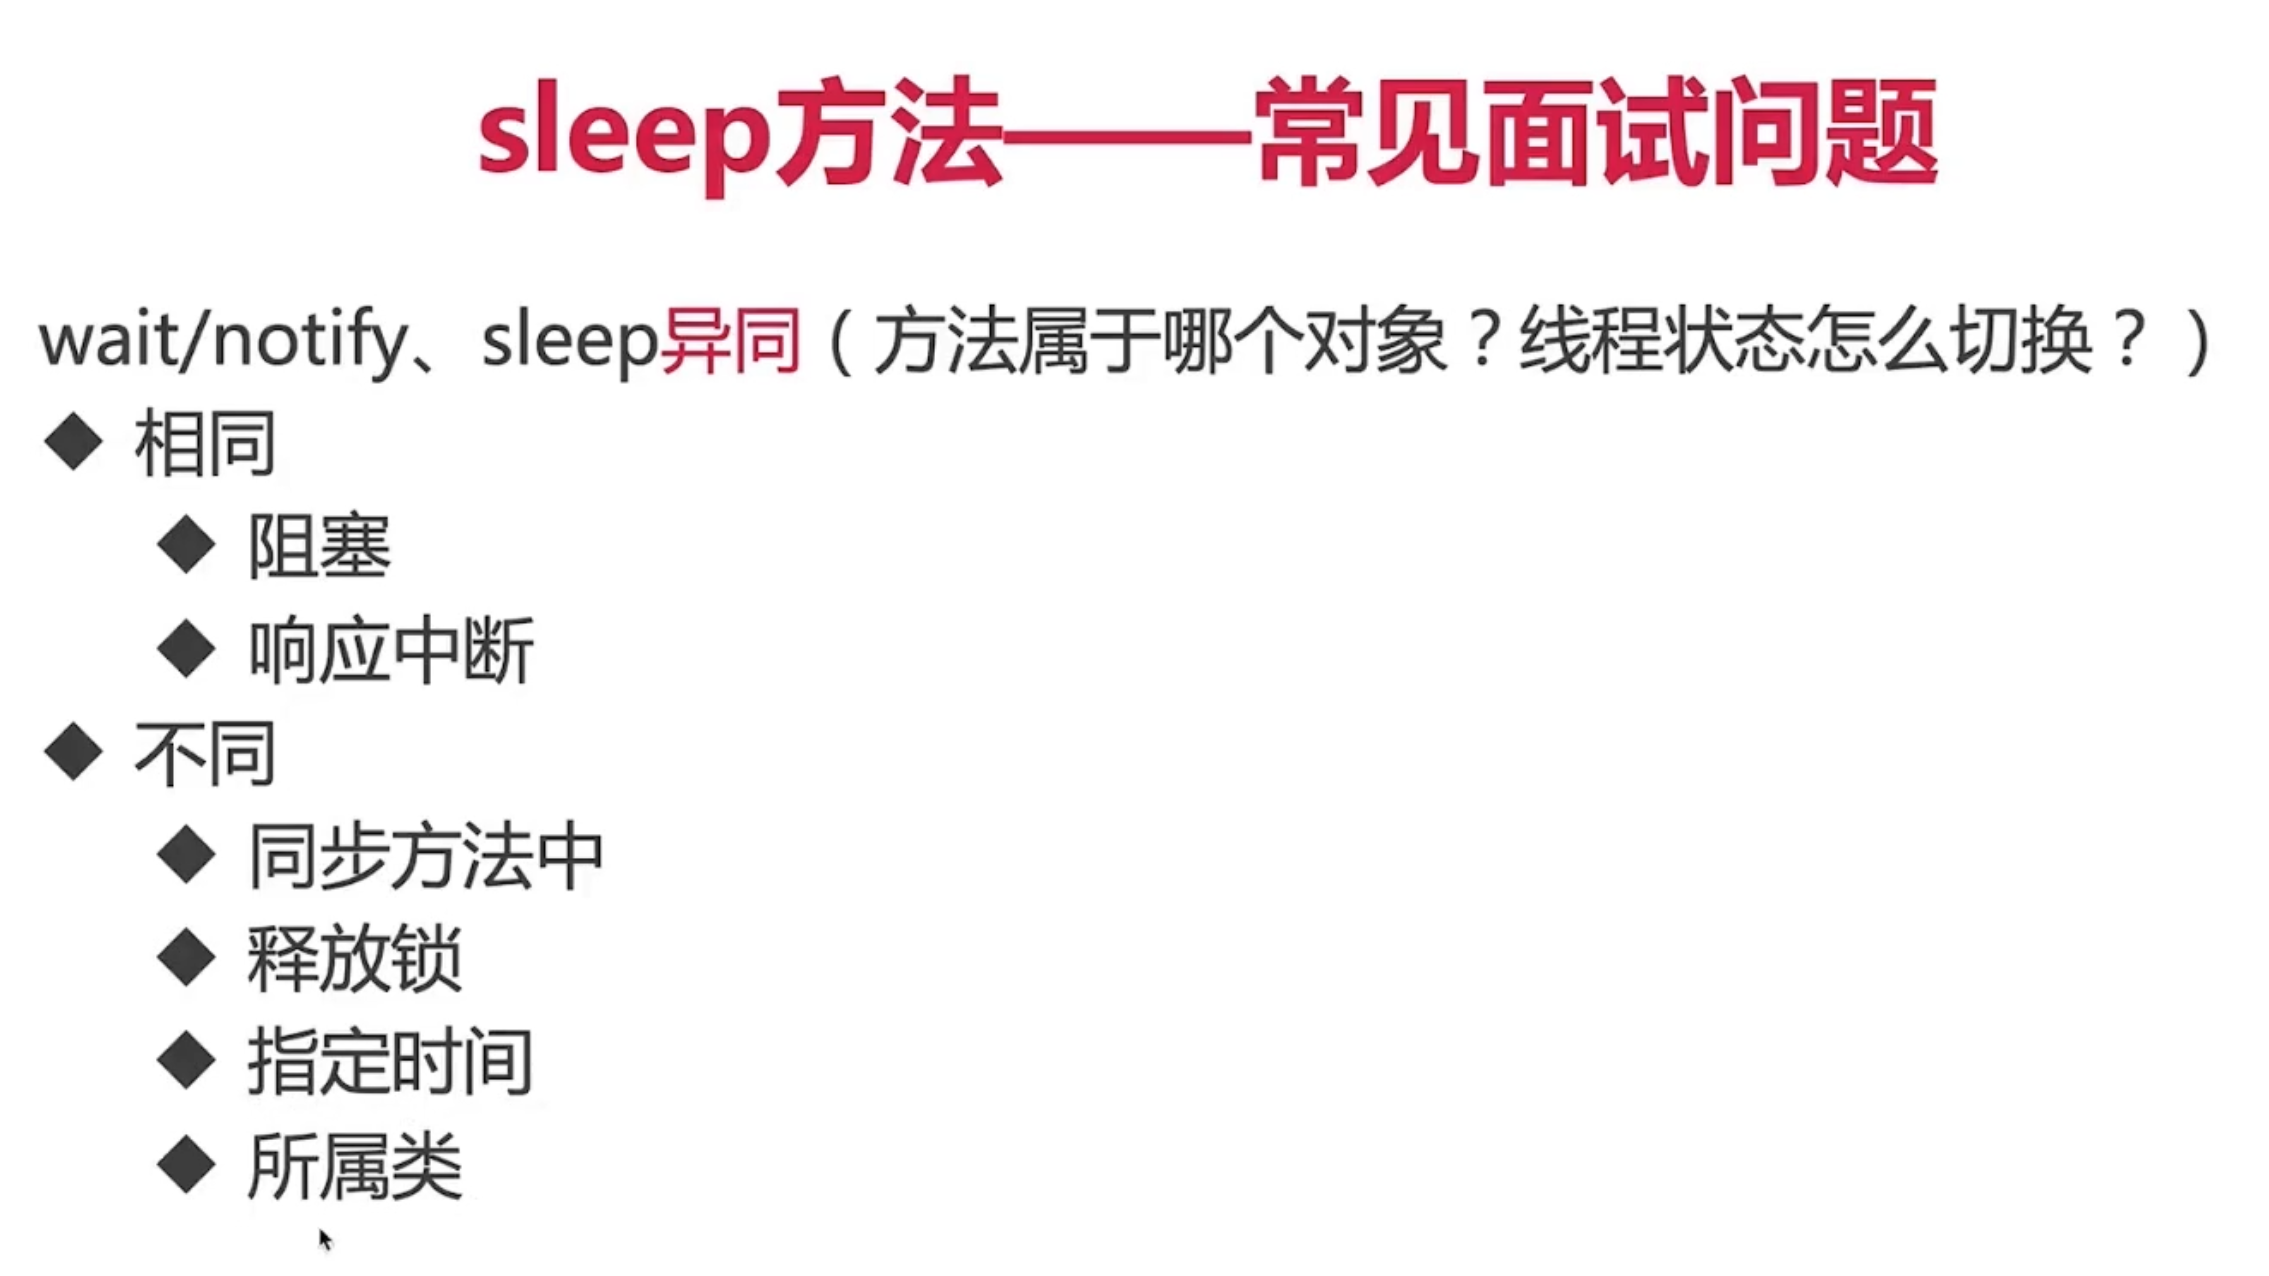 sleep方法——常见面试问题
wait/notify、sleep异同（方法属于哪个对象？线程状态怎么切换？）
◆ 相同
◆ 阻塞
◆ 响应中断
◆ 不同
◆ 同步方法中
◆ 释放锁
◆ 指定时间
◆ 所属类